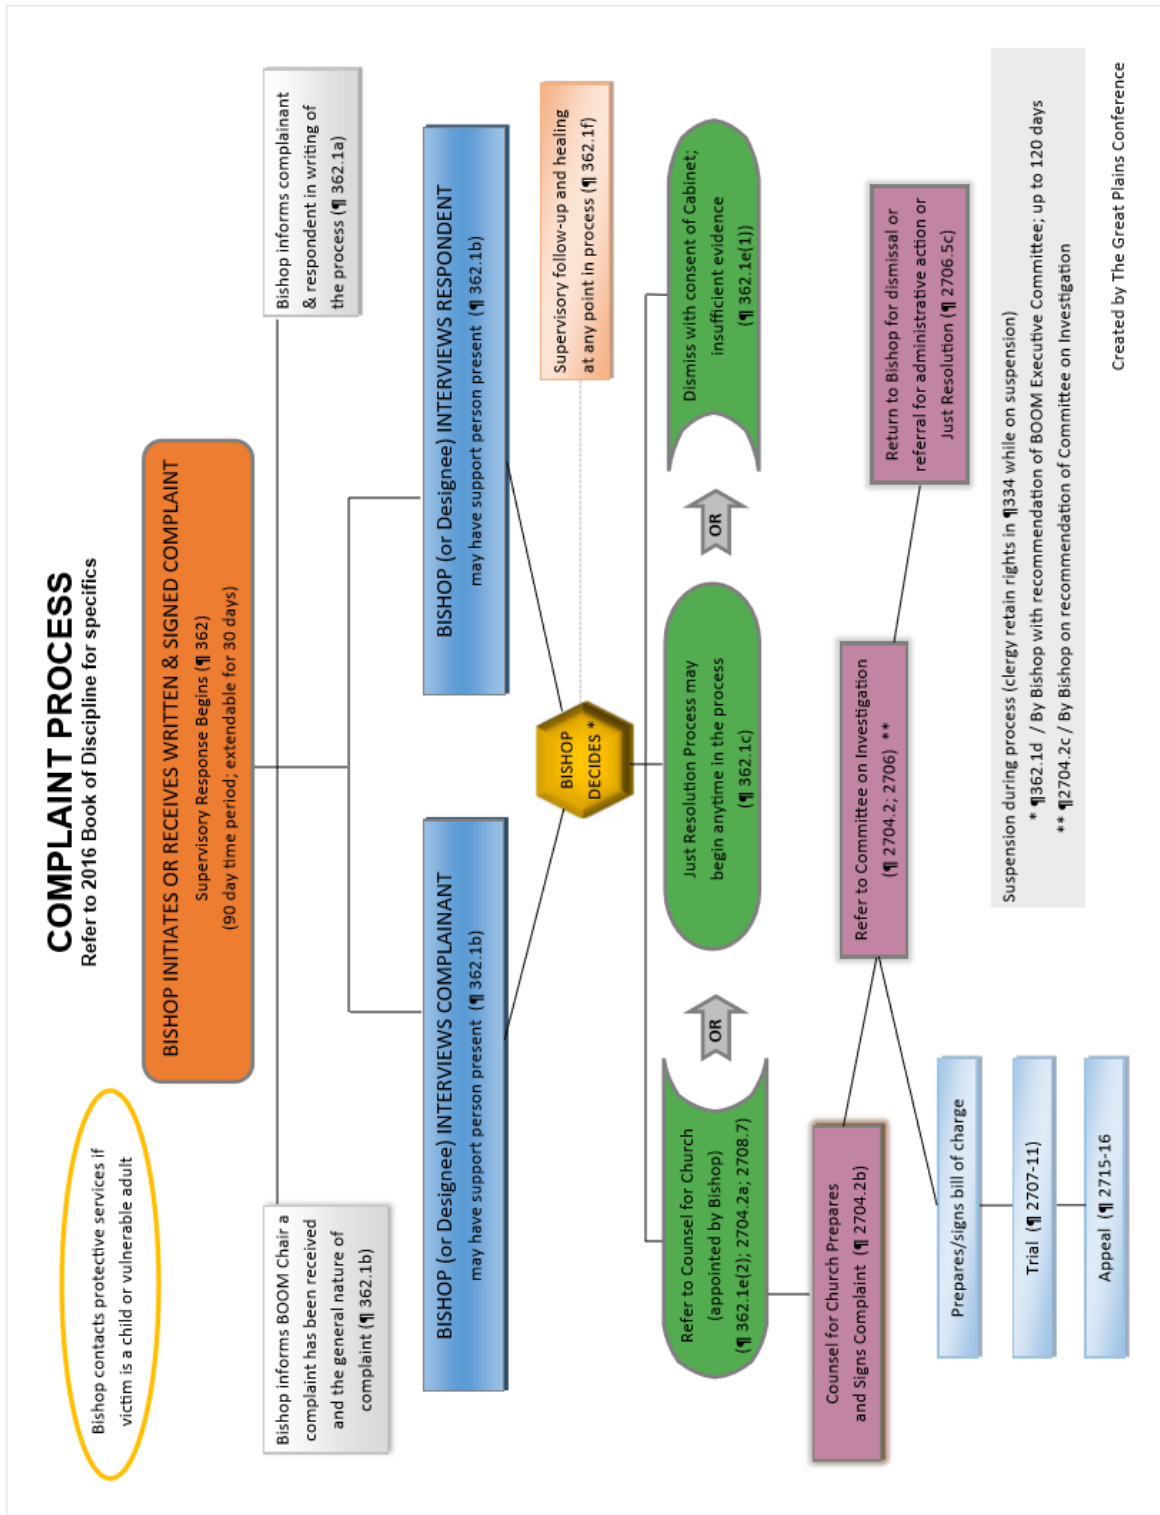 COMPLAINT PROCESS
Refer to 2016 Book of Discipline for specifics
Bishop contacts protective services if
victim is a child or vulnerable adult
BISHOP INITIATES OR RECEIVES WRITTEN & SIGNED COMPLAINT
Supervisory Response Begins (¶ 362)
(90 day time period; extendable for 30 days)
Bishop informs BOOM Chair a
complaint has been received
and the general nature of
complaint (¶ 362.1b)
Bishop informs complainant
& respondent in writing of
the process (¶ 362.1a)
BISHOP (or Designee) INTERVIEWS COMPLAINANT
may have support person present (¶ 362.1b)
BISHOP (or Designee) INTERVIEWS RESPONDENT
may have support person present (¶ 362.1b)
BISHOP
DECIDES *
Supervisory follow-up and healing
at any point in process (¶ 362.1f)
Refer to Counsel for Church
(appointed by Bishop)
(¶ 362.1e(2); 2704.2a; 2708.7)
OR
Just Resolution Process may
begin anytime in the process
(¶ 362.1c)
OR
Dismiss with consent of Cabinet;
insufficient evidence
(¶ 362.1e(1))
Counsel for Church Prepares
and Signs Complaint (¶ 2704.2b)
Refer to Committee on Investigation
(¶ 2704.2; 2706) **
Return to Bishop for dismissal or
referral for administrative action or
Just Resolution (¶ 2706.5c)
Prepares/signs bill of charge
Trial (¶ 2707-11)
Appeal (¶ 2715-16
Suspension during process (clergy retain rights in ¶334 while on suspension)
* ¶362.1d / By Bishop with recommendation of BOOM Executive Committee; up to 120 days
** ¶2704.2c / By Bishop on recommendation of Committee on Investigation
Created by The Great Plains Conference